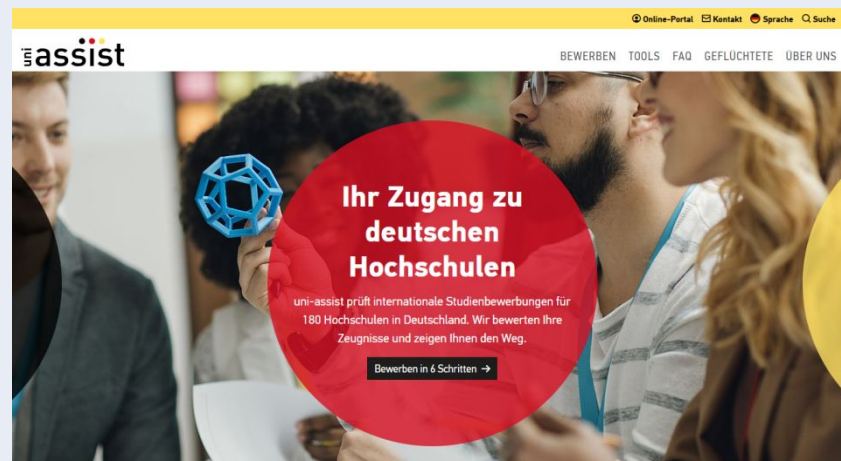 Online-Portal Kontakt Sprache Suche
uni assist
BEWERBEN TOOLS FAQ GEFLÜCHTETE ÜBER UNS
Ihr Zugang zu
deutschen
Hochschulen
uni-assist prüft internationale Studienbewerbungen für
180 Hochschulen in Deutschland. Wir bewerten Ihre
Zeugnisse und zeigen Ihnen den Weg.
Bewerben in 6 Schritten →